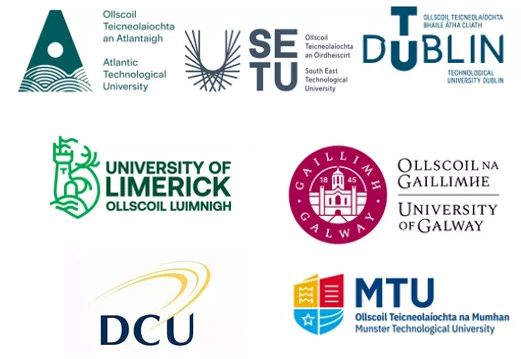 Ollscoil
Teicneolaíochta
an Atlantaigh
Atlantic
Technological
University
SE
TU
Ollscoil
Teicneolaíochta
an Oirdheiscirt
South East
Technological
University
TU
DUBLIN
OLLSCOIL TEICNEOLAÍOCHTA
BHAILE ÁTHA CLIATH
TECHNOLOGICAL
UNIVERSITY DUBLIN
UNIVERSITY OF
LIMERICK
OLLSCOIL LUIMNIGH
GAILLIMH
18 45
GALWAY
OLLSCOIL NA
GAILLIMHE
UNIVERSITY
OF GALWAY
DCU
MTU
Ollscoil Teicneolaíochta na Mumhan
Munster Technological University